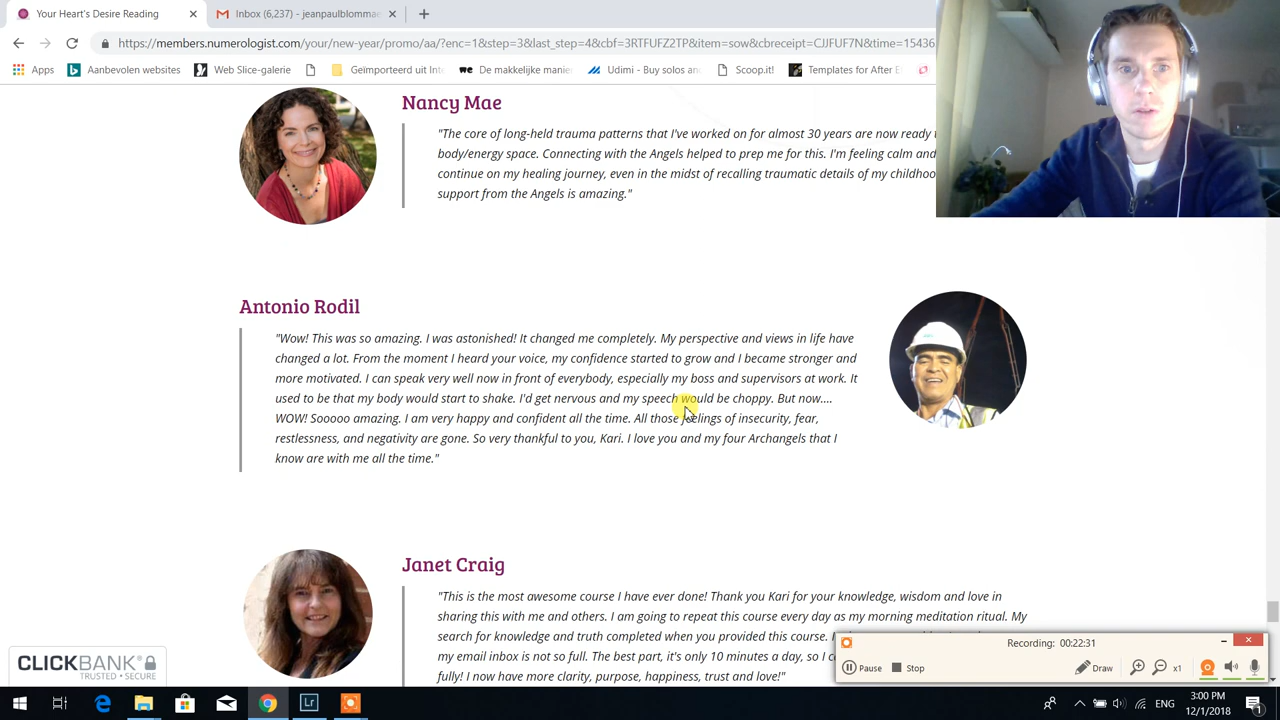 Your Heart's Desire Reading
Inbox (6,237) - jeanpaulblommae
https://members.numerologist.com/your/new-year/promo/aa/?enc=1&step=3&last_step=4&cbf=3RTFUFZ2TP&item=sow&cbreceipt=CJJFUF7N&time=15436
Apps Aanbevolen websites Web Slice-galerie Geïmporteerd uit Inte De makkelijke manie Udimi - Buy solos an Scoop.it! Templates for After E
Nancy Mae
"The core of long-held trauma patterns that I've worked on for almost 30 years are now ready t
body/energy space. Connecting with the Angels helped to prep me for this. I'm feeling calm and
continue on my healing journey, even in the midst of recalling traumatic details of my childhoo
support from the Angels is amazing."
Antonio Rodil
"Wow! This was so amazing. I was astonished! It changed me completely. My perspective and views in life have
changed a lot. From the moment I heard your voice, my confidence started to grow and I became stronger and
more motivated. I can speak very well now in front of everybody, especially my boss and supervisors at work. It
used to be that my body would start to shake. I'd get nervous and my speech would be choppy. But now....
WOW! Sooooo amazing. I am very happy and confident all the time. All those feelings of insecurity, fear,
restlessness, and negativity are gone. So very thankful to you, Kari. I love you and my four Archangels that I
know are with me all the time."
Janet Craig
"This is the most awesome course I have ever done! Thank you Kari for your knowledge, wisdom and love in
sharing this with me and others. I am going to repeat this course every day as my morning meditation ritual. My
search for knowledge and truth completed when you provided this course.
my email inbox is not so full. The best part, it's only 10 minutes a day, so I c
fully! I now have more clarity, purpose, happiness, trust and love!"
CLICKBANK
TRUSTED • SECURE
Recording: 00:22:31
Pause Stop Draw x1
ENG
3:00 PM
12/1/2018